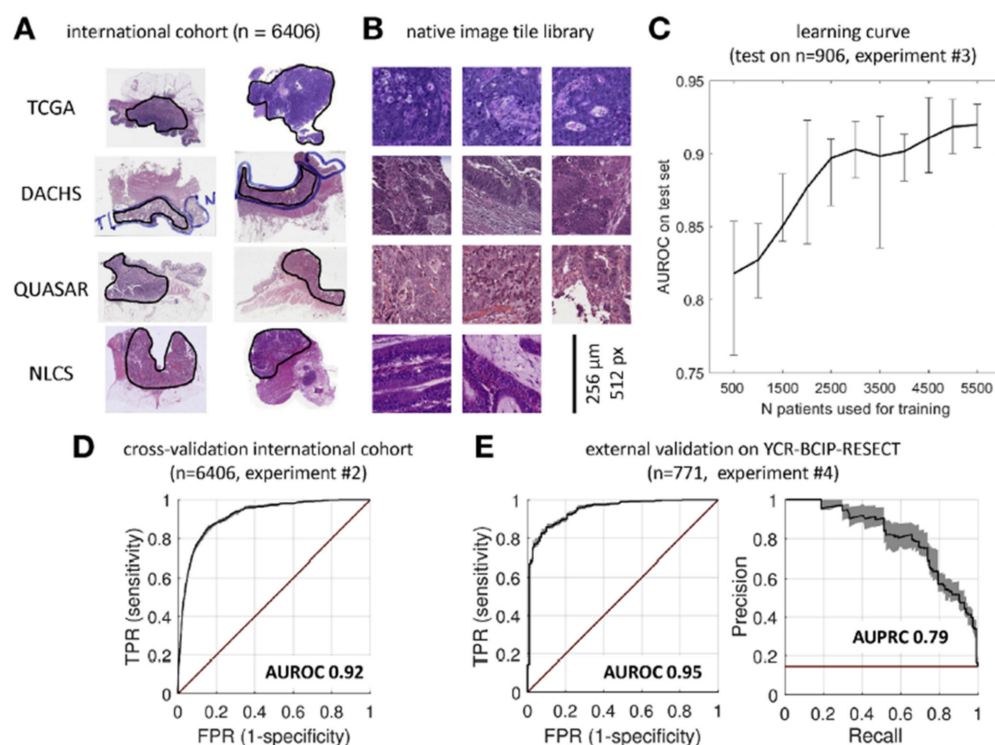 A international cohort (n = 6406)
TCGA
DACHS
T
N
QUASAR
NLCS
B native image tile library
256 µm
512 px
C learning curve
(test on n=906, experiment #3)
AUROC on test set
0.95
0.9
0.85
0.8
0.75
500 1500 2500 3500 4500 5500
N patients used for training
D cross-validation international cohort
(n=6406, experiment #2)
TPR (sensitivity)
1
0.8
0.6
0.4
0.2
0
AUROC 0.92
0 0.2 0.4 0.6 0.8 1
FPR (1-specificity)
E external validation on YCR-BCIP-RESECT
(n=771, experiment #4)
TPR (sensitivity)
1
0.8
0.6
0.4
0.2
0
AUROC 0.95
0 0.2 0.4 0.6 0.8 1
FPR (1-specificity)
Precision
1
0.8
0.6
0.4
0.2
0
AUPRC 0.79
0 0.2 0.4 0.6 0.8 1
Recall